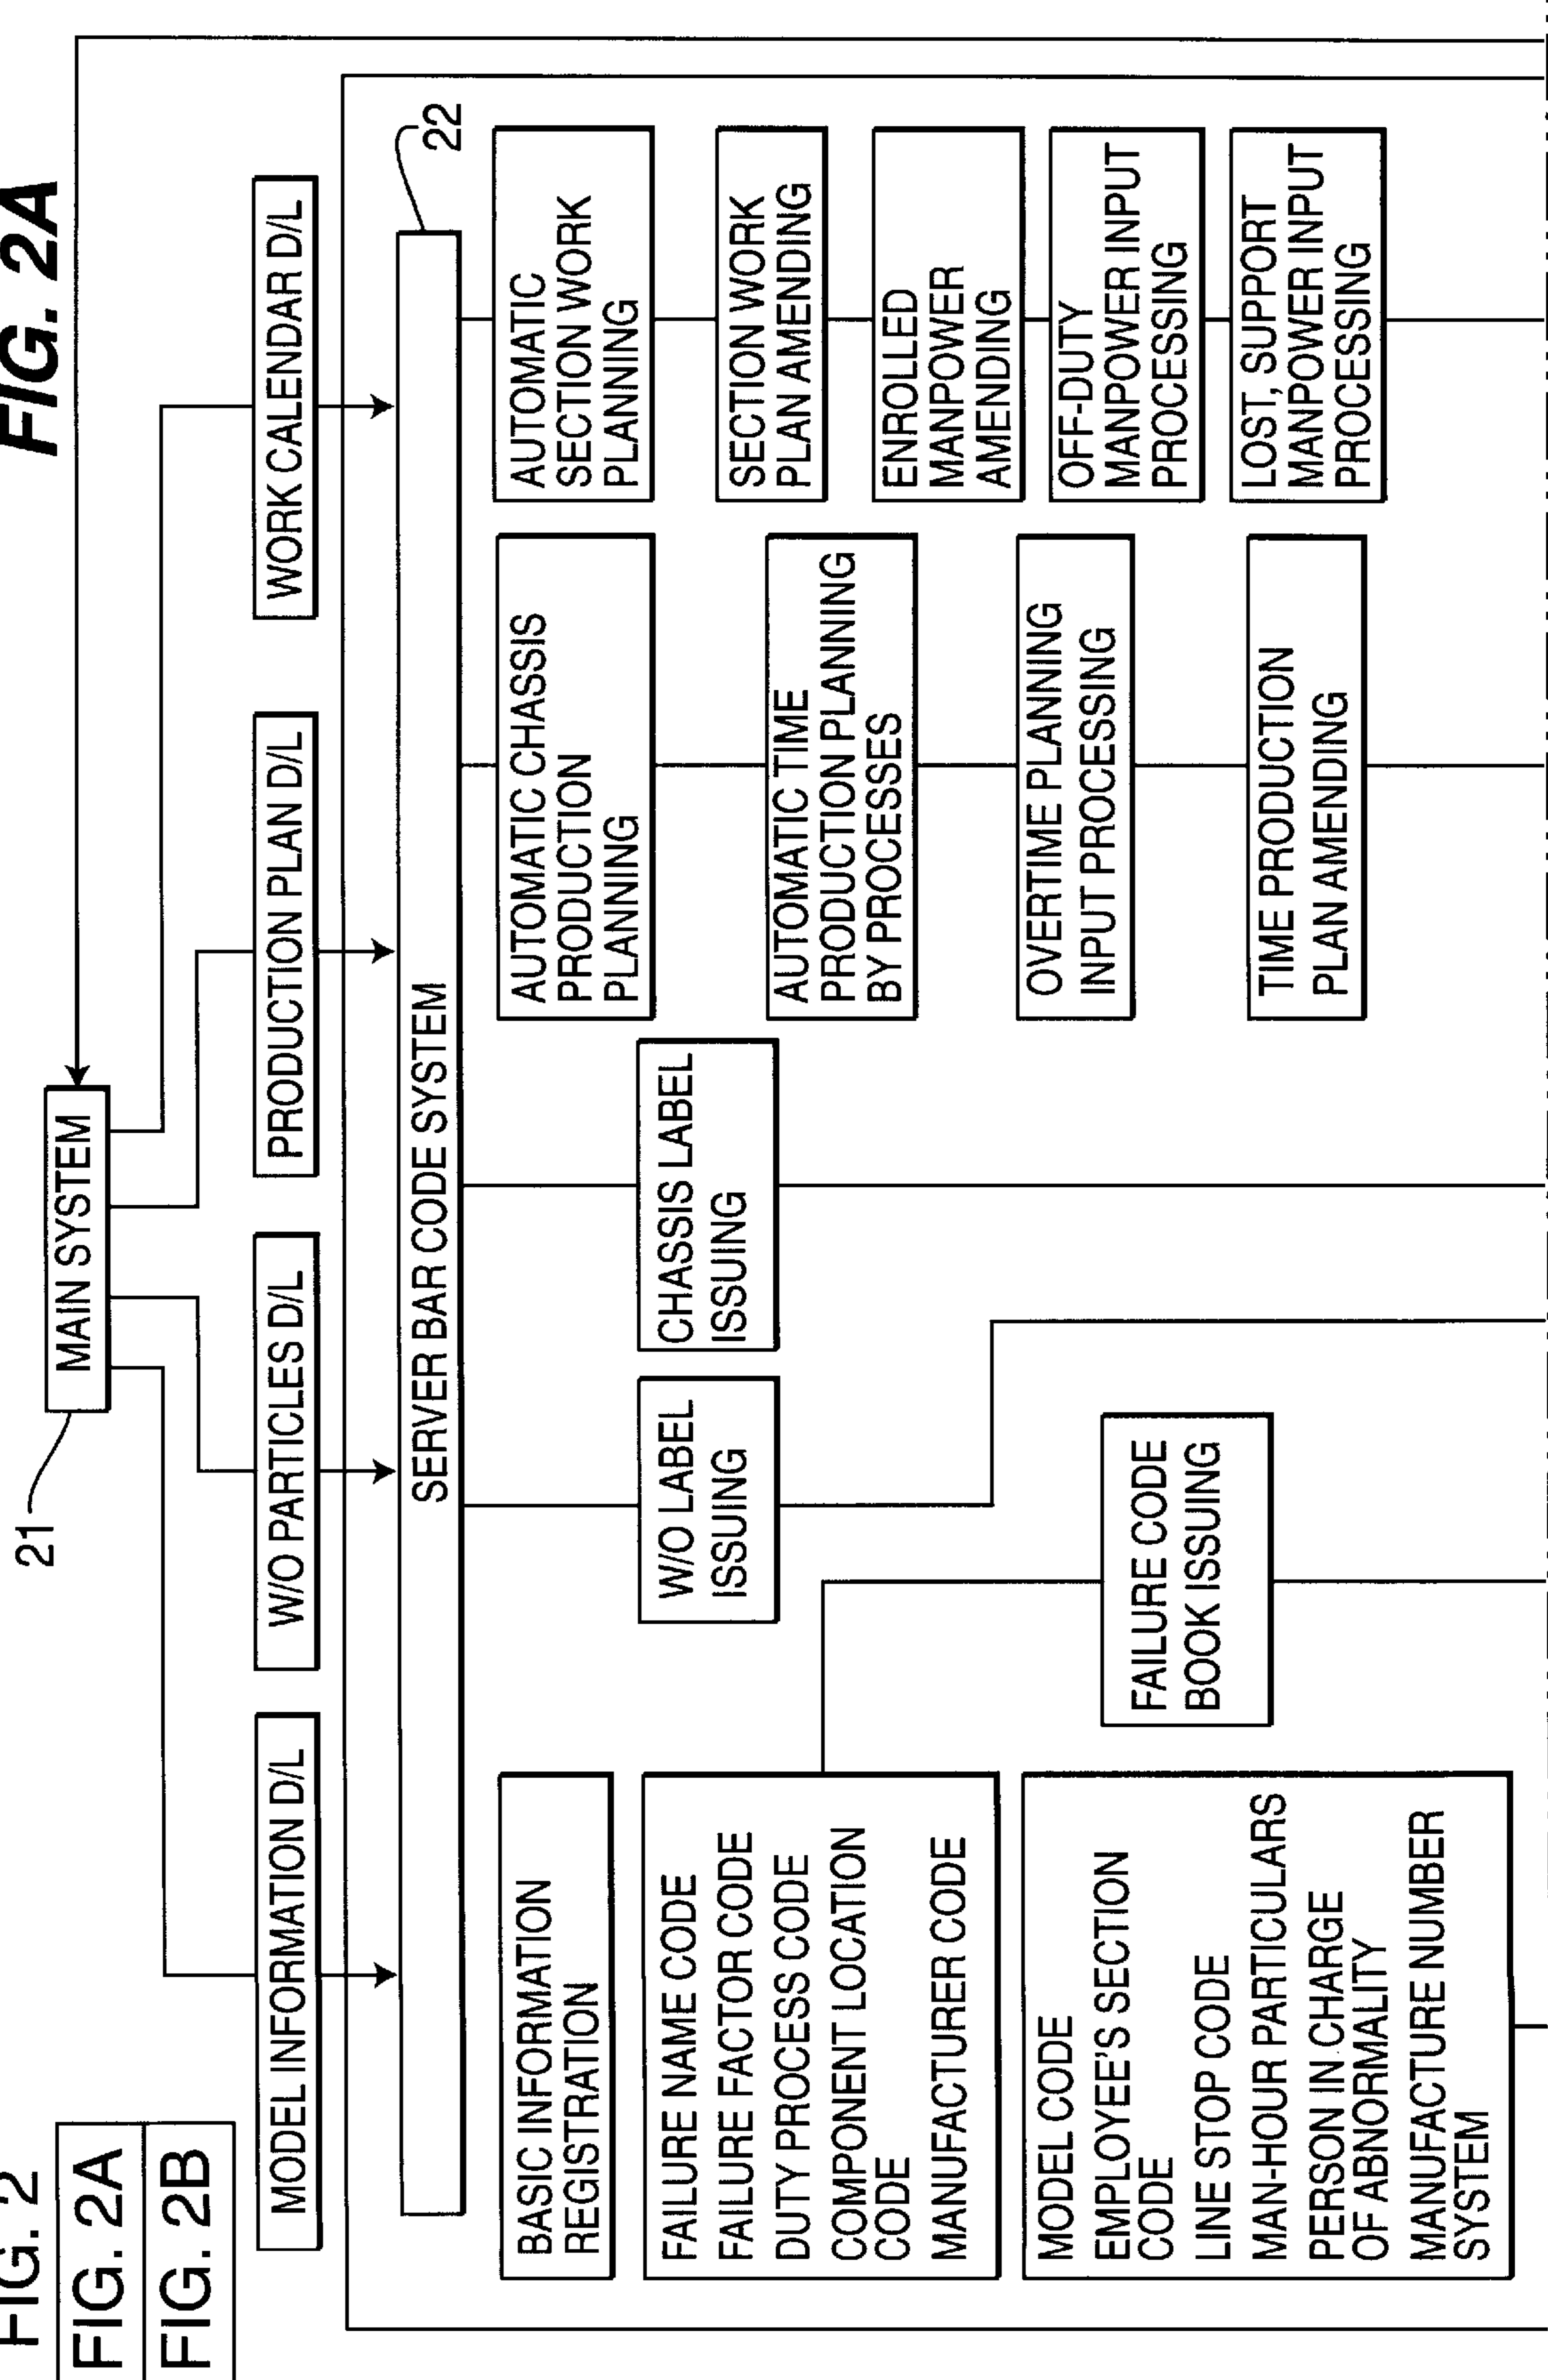 FIG. 2
FIG. 2A
FIG. 2B
FIG. 2A
21
MAIN SYSTEM
MODEL INFORMATION D/L
W/O PARTICLES D/L
PRODUCTION PLAN D/L
WORK CALENDAR D/L
SERVER BAR CODE SYSTEM
22
BASIC INFORMATION
REGISTRATION
FAILURE NAME CODE
FAILURE FACTOR CODE
DUTY PROCESS CODE
COMPONENT LOCATION
CODE
MANUFACTURER CODE
MODEL CODE
EMPLOYEE'S SECTION
CODE
LINE STOP CODE
MAN-HOUR PARTICULARS
PERSON IN CHARGE
OF ABNORMALITY
MANUFACTURE NUMBER
SYSTEM
FAILURE CODE
BOOK ISSUING
W/O LABEL
ISSUING
CHASSIS LABEL
ISSUING
AUTOMATIC CHASSIS
PRODUCTION
PLANNING
AUTOMATIC TIME
PRODUCTION PLANNING
BY PROCESSES
OVERTIME PLANNING
INPUT PROCESSING
TIME PRODUCTION
PLAN AMENDING
AUTOMATIC
SECTION WORK
PLANNING
SECTION WORK
PLAN AMENDING
ENROLLED
MANPOWER
AMENDING
OFF-DUTY
MANPOWER INPUT
PROCESSING
LOST, SUPPORT
MANPOWER INPUT
PROCESSING